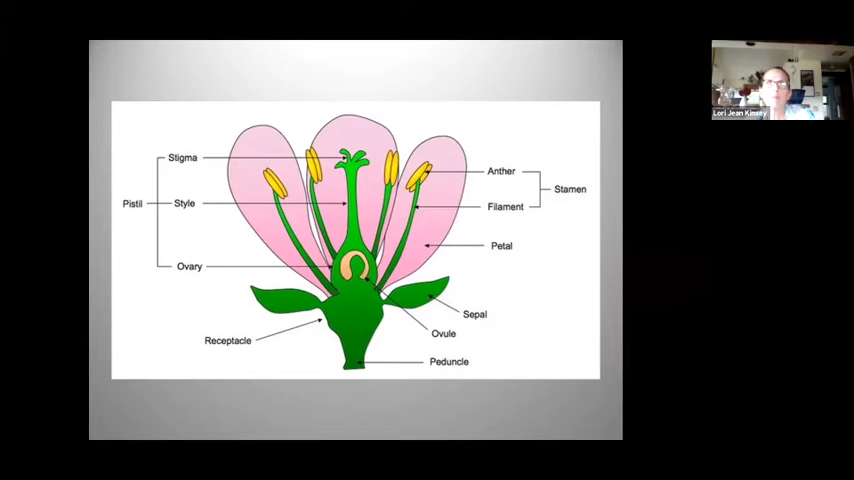 Lori Jean Kinsey
Stigma
Anther
Stamen
Pistil
Style
Filament
Petal
Ovary
Sepal
Ovule
Receptacle
Peduncle